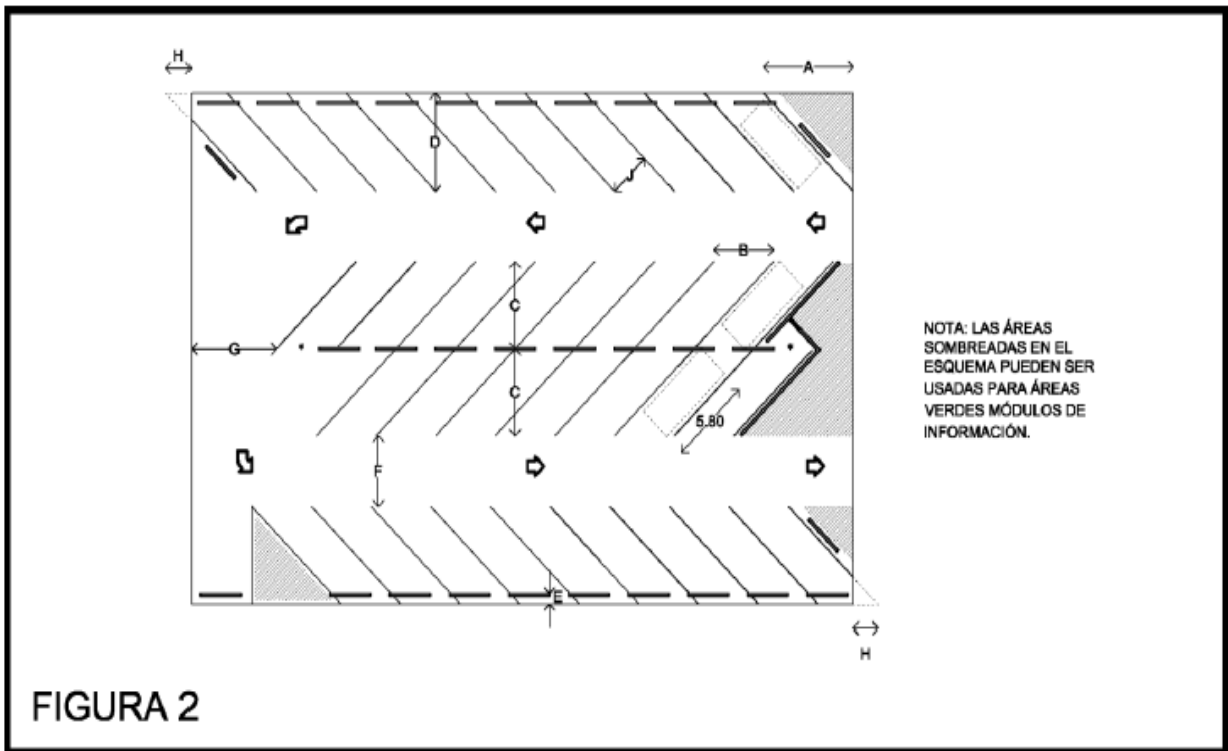 H
A
D
J
B
C
G
C
5.80
F
E
H
NOTA: LAS ÁREAS
SOMBREADAS EN EL
ESQUEMA PUEDEN SER
USADAS PARA ÁREAS
VERDES MÓDULOS DE
INFORMACIÓN.
FIGURA 2